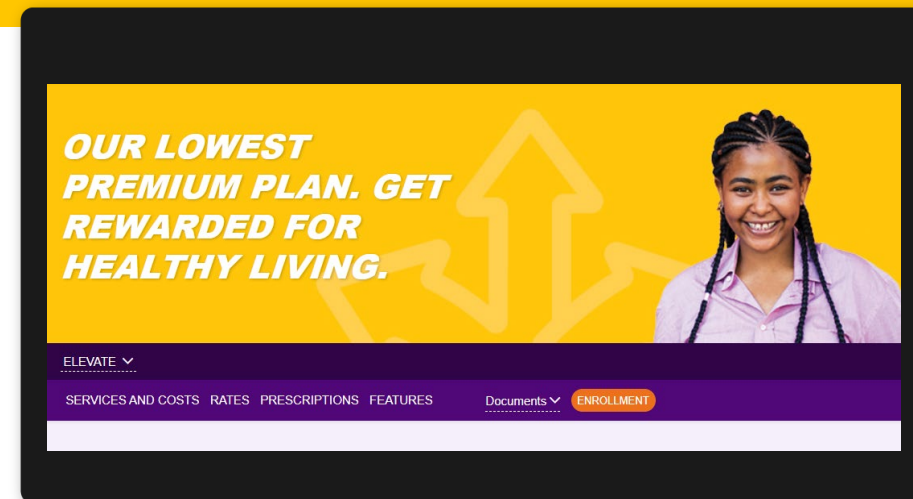 OUR LOWEST
PREMIUM PLAN. GET
REWARDED FOR
HEALTHY LIVING.
ELEVATE
SERVICES AND COSTS RATES PRESCRIPTIONS FEATURES Documents ENROLLMENT